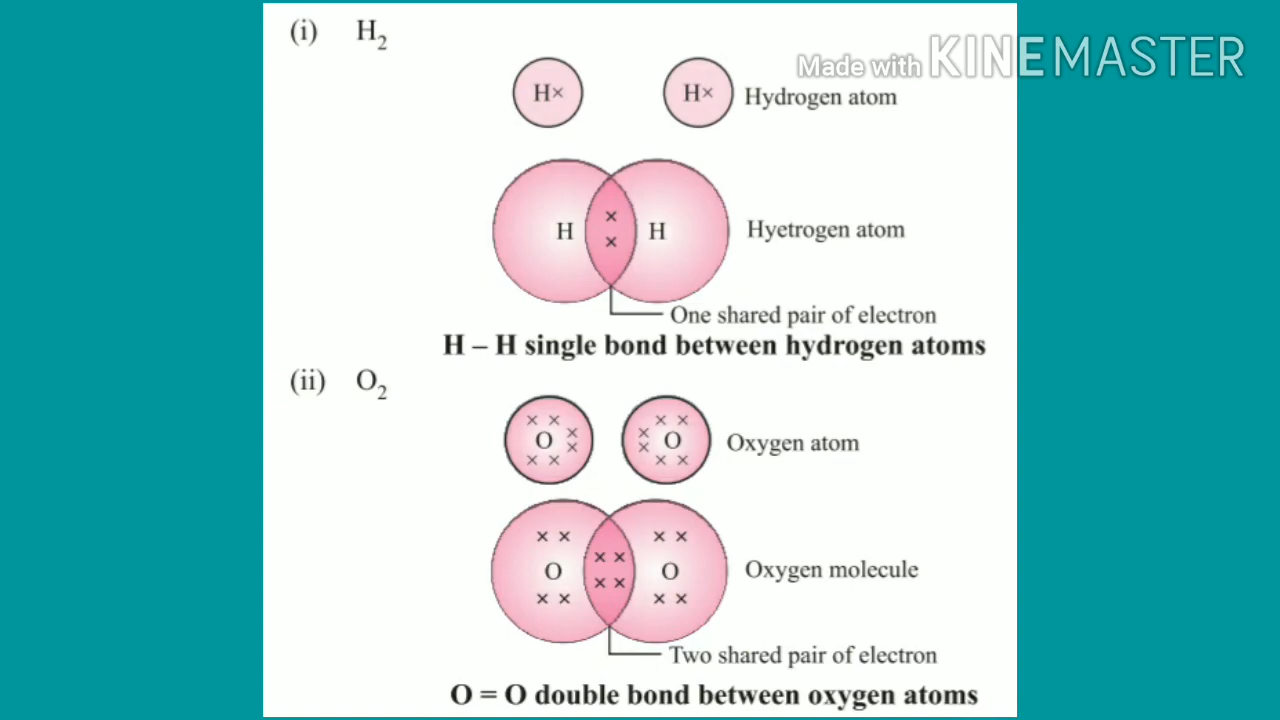 (i) H₂
Made with KINEMASTER
H× H× Hydrogen atom
H × × H Hyetrogen atom
One shared pair of electron
H – H single bond between hydrogen atoms
(ii) O₂
× × × ×
O × × × × O Oxygen atom
× × × ×
× × × ×
O × × × × O Oxygen molecule
× × × ×
Two shared pair of electron
O = O double bond between oxygen atoms